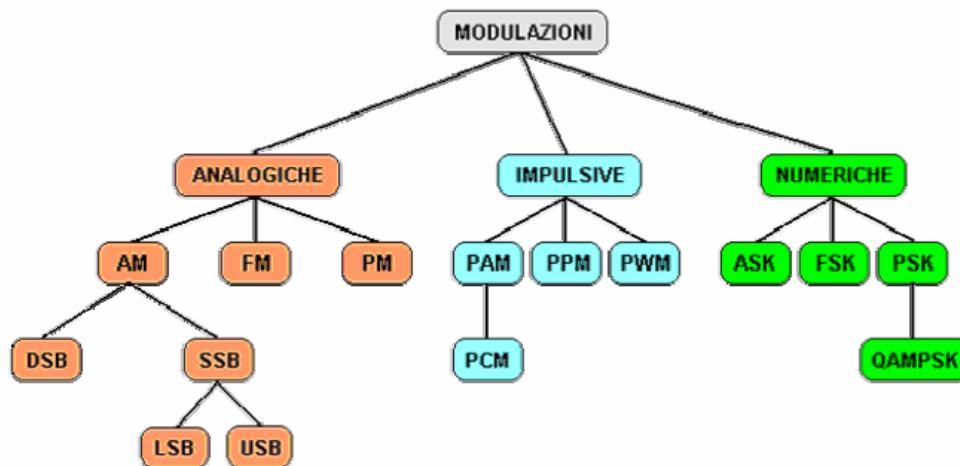 MODULAZIONI
ANALOGICHE
IMPULSIVE
NUMERICHE
AM
FM
PM
PAM
PPM
PWM
ASK
FSK
PSK
DSB
SSB
PCM
QAMPSK
LSB
USB